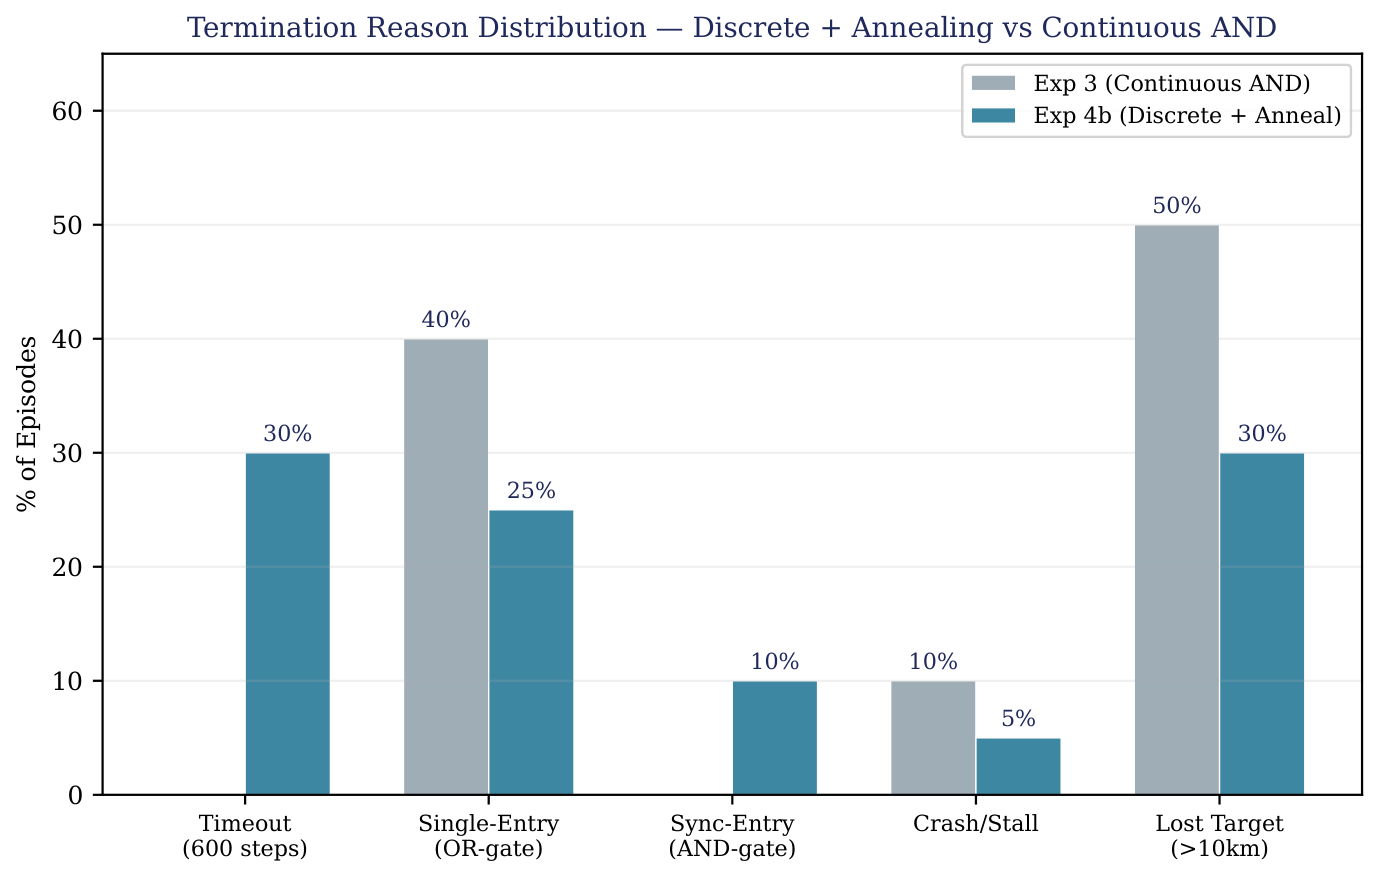 Termination Reason Distribution — Discrete + Annealing vs Continuous AND
Exp 3 (Continuous AND)
Exp 4b (Discrete + Anneal)
% of Episodes
60
50
40
30
20
10
0
30%
40%
25%
10%
10%
5%
50%
30%
Timeout
(600 steps)
Single-Entry
(OR-gate)
Sync-Entry
(AND-gate)
Crash/Stall
Lost Target
(>10km)